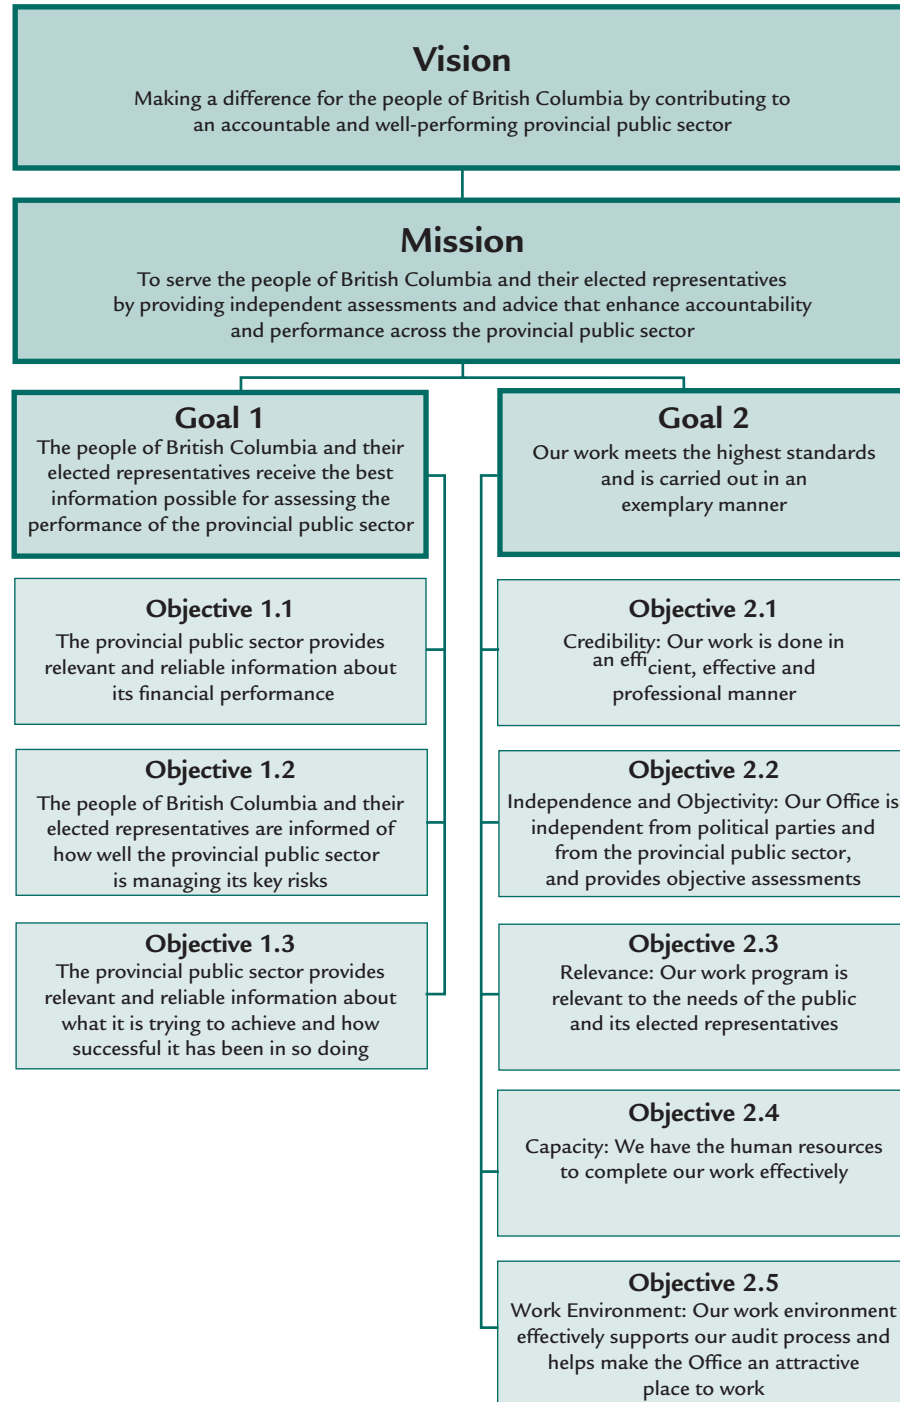 Vision
Making a difference for the people of British Columbia by contributing to
an accountable and well-performing provincial public sector
Mission
To serve the people of British Columbia and their elected representatives
by providing independent assessments and advice that enhance accountability
and performance across the provincial public sector
Goal 1
The people of British Columbia and their
elected representatives receive the best
information possible for assessing the
performance of the provincial public sector
Objective 1.1
The provincial public sector provides
relevant and reliable information about
its financial performance
Objective 1.2
The people of British Columbia and their
elected representatives are informed of
how well the provincial public sector
is managing its key risks
Objective 1.3
The provincial public sector provides
relevant and reliable information about
what it is trying to achieve and how
successful it has been in so doing
Goal 2
Our work meets the highest standards
and is carried out in an
exemplary manner
Objective 2.1
Credibility: Our work is done in
an efficient, effective and
professional manner
Objective 2.2
Independence and Objectivity: Our Office is
independent from political parties and
from the provincial public sector,
and provides objective assessments
Objective 2.3
Relevance: Our work program is
relevant to the needs of the public
and its elected representatives
Objective 2.4
Capacity: We have the human resources
to complete our work effectively
Objective 2.5
Work Environment: Our work environment
effectively supports our audit process and
helps make the Office an attractive
place to work